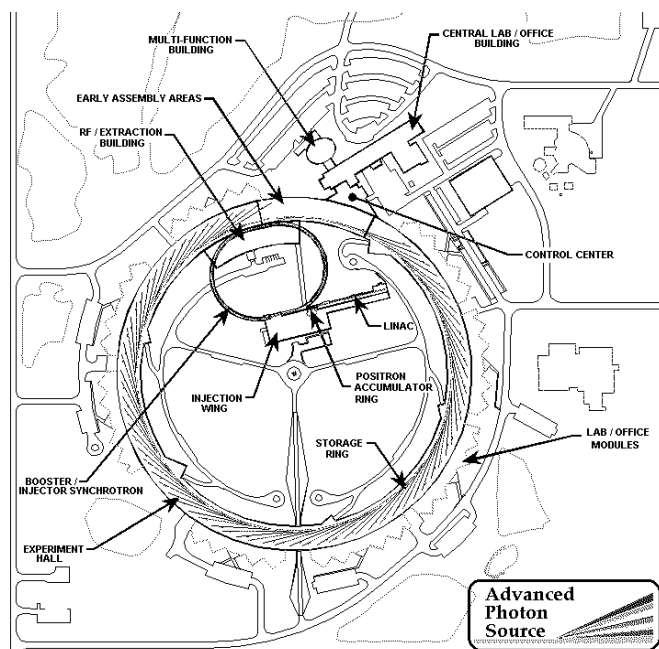 MULTI-FUNCTION
BUILDING
CENTRAL LAB / OFFICE
BUILDING
EARLY ASSEMBLY AREAS
RF / EXTRACTION
BUILDING
CONTROL CENTER
LINAC
INJECTION
WING
POSITRON
ACCUMULATOR
RING
STORAGE
RING
LAB / OFFICE
MODULES
BOOSTER /
INJECTOR SYNCHROTRON
EXPERIMENT
HALL
Advanced
Photon
Source